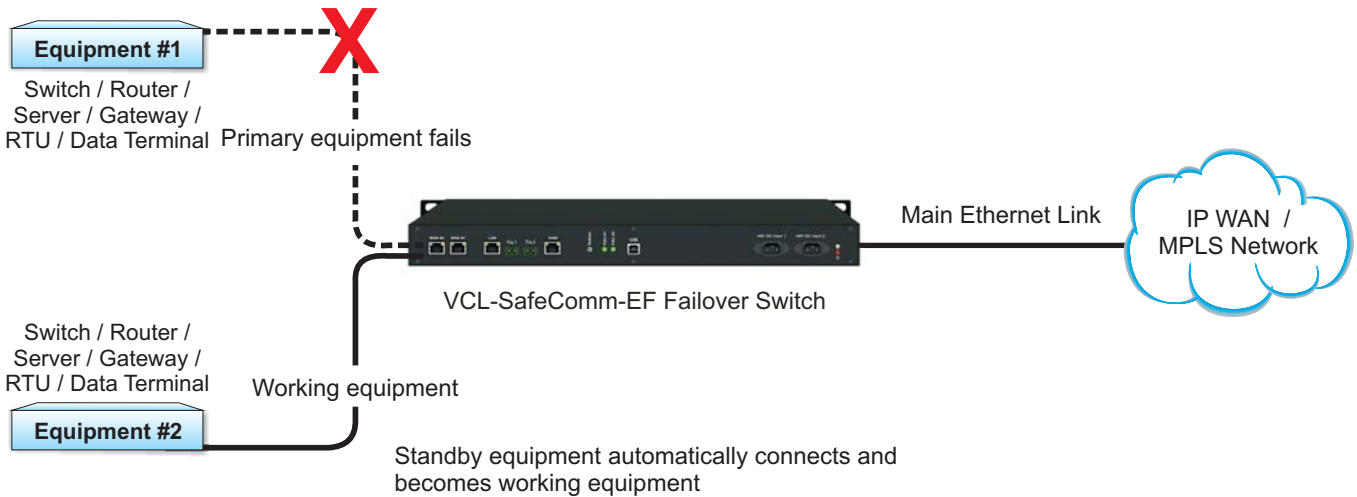 Equipment #1
Switch / Router /
Server / Gateway /
RTU / Data Terminal
Primary equipment fails
Main Ethernet Link
IP WAN /
MPLS Network
LAN
USB
VCL-SafeComm-EF Failover Switch
Switch / Router /
Server / Gateway /
RTU / Data Terminal
Working equipment
Equipment #2
Standby equipment automatically connects and
becomes working equipment